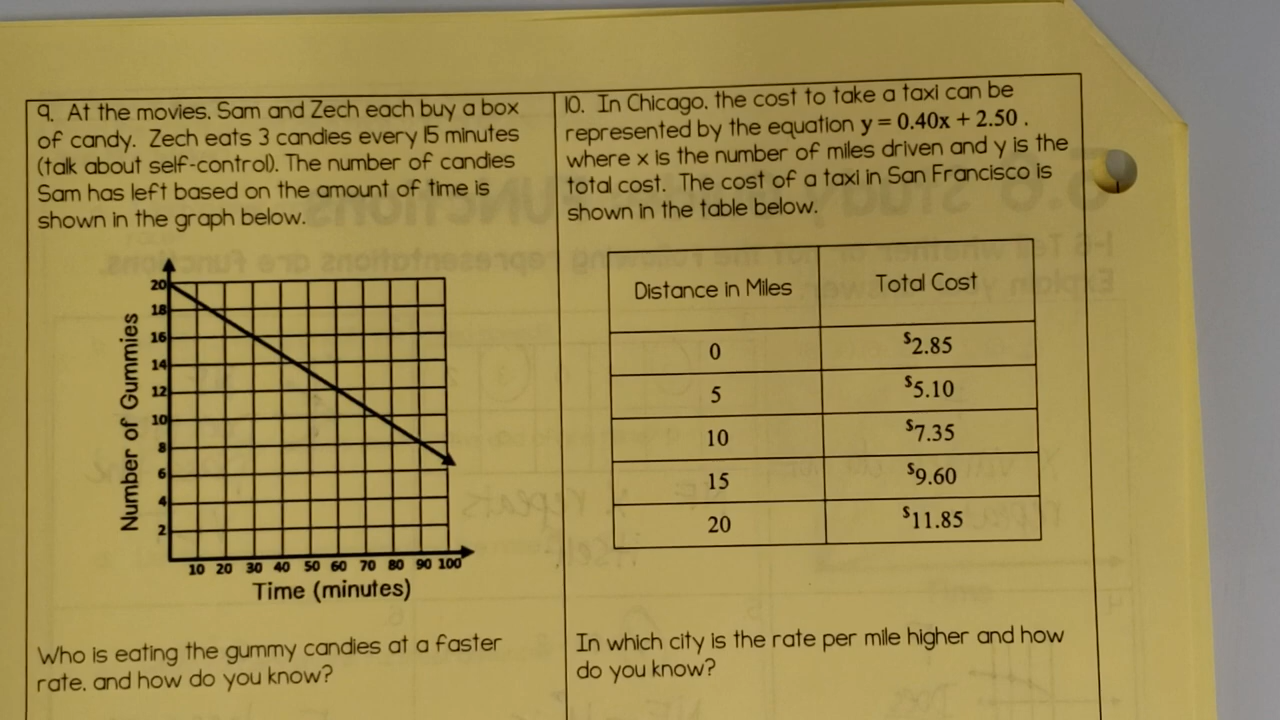 9. At the movies, Sam and Zech each buy a box
of candy. Zech eats 3 candies every 15 minutes
(talk about self-control). The number of candies
Sam has left based on the amount of time is
shown in the graph below.
20
18
16
14
12
10
8
6
4
2
Number of Gummies
10 20 30 40 50 60 70 80 90 100
Time (minutes)
Who is eating the gummy candies at a faster
rate, and how do you know?
10. In Chicago, the cost to take a taxi can be
represented by the equation y = 0.40x + 2.50 ,
where x is the number of miles driven and y is the
total cost. The cost of a taxi in San Francisco is
shown in the table below.
Distance in Miles Total Cost
0 $2.85
5 $5.10
10 $7.35
15 $9.60
20 $11.85
In which city is the rate per mile higher and how
do you know?